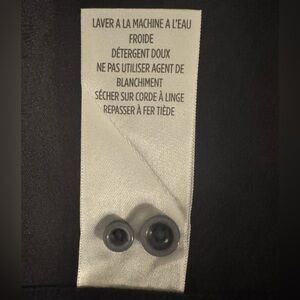 LAVER A LA MACHINE A L'EAU
FROIDE
DÉTERGENT DOUX
NE PAS UTILISER AGENT DE
BLANCHIMENT
SÉCHER SUR CORDE À LINGE
REPASSER À FER TIÈDE